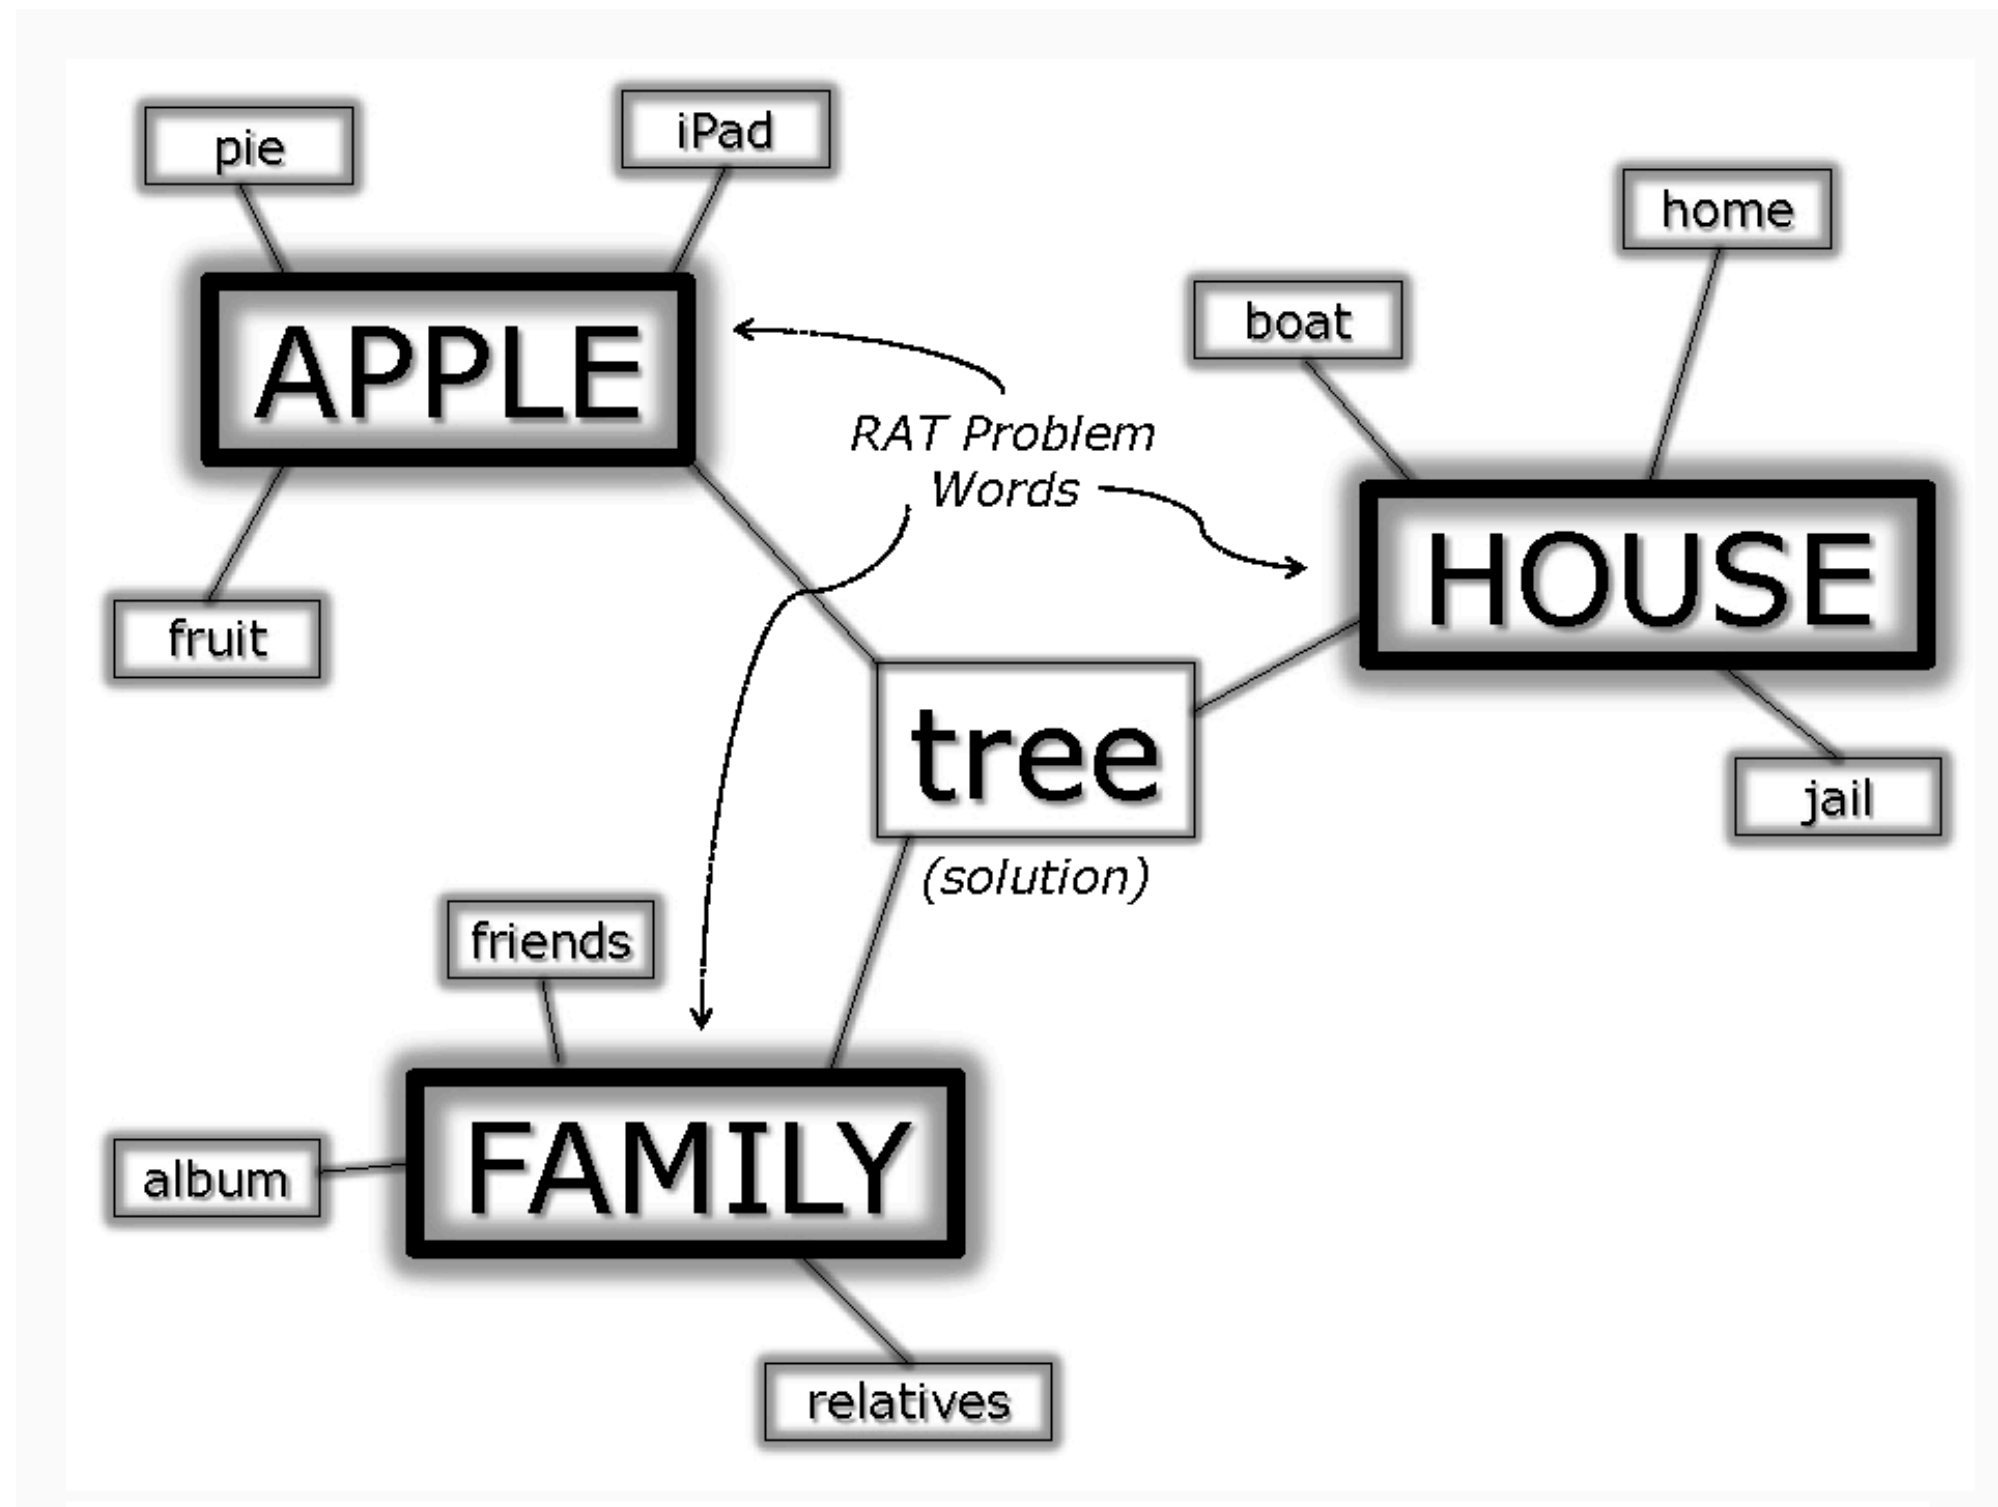 pie
iPad
home
boat
APPLE
RAT Problem
Words
HOUSE
fruit
tree
jail
(solution)
friends
album
FAMILY
relatives